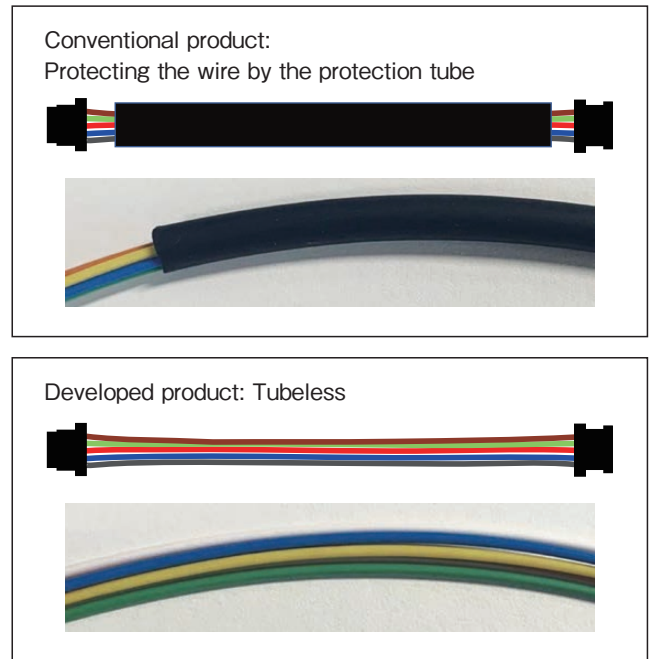 Conventional product:
Protecting the wire by the protection tube
Developed product: Tubeless